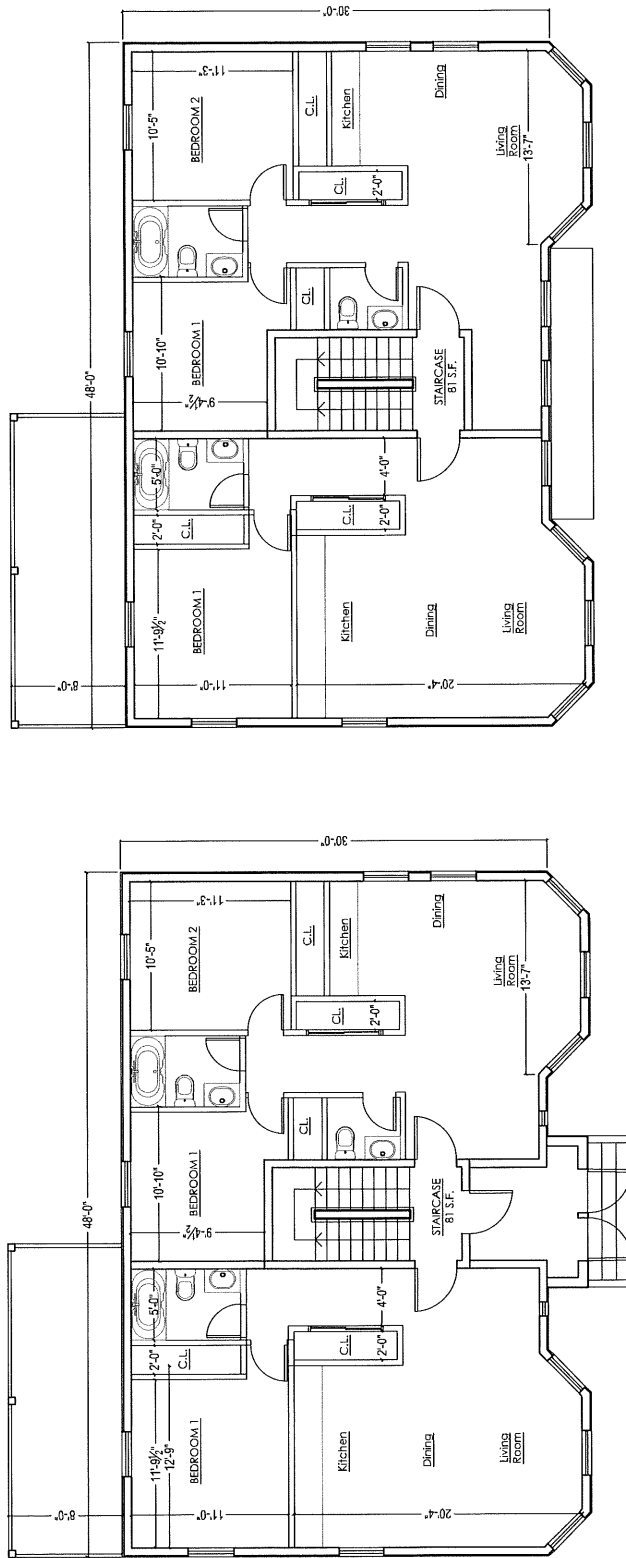 30'-0"
48'-0"
8'-0"
11'-0"
20'-4"
11'-9½"
2'-0"
5'-0"
BEDROOM 1
C.L.
10'-10"
9'-4½"
BEDROOM 1
10'-5"
11'-3"
BEDROOM 2
CL.
C.L.
CL.
2'-0"
Kitchen
Dining
Living
Room
13'-7"
STAIRCASE
81 S.F.
4'-0"
C.L.
2'-0"
Kitchen
Dining
Living
Room
30'-0"
48'-0"
8'-0"
11'-0"
20'-4"
11'-9½"
12'-9"
2'-0"
5'-0"
BEDROOM 1
C.L.
10'-10"
9'-4½"
BEDROOM 1
10'-5"
11'-3"
BEDROOM 2
CL.
C.L.
CL.
2'-0"
Kitchen
Dining
Living
Room
13'-7"
STAIRCASE
81 S.F.
4'-0"
C.L.
2'-0"
Kitchen
Dining
Living
Room